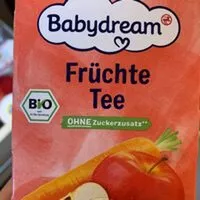 Babydream
Früchte
Tee
BIO
OHNE Zuckerzusatz**